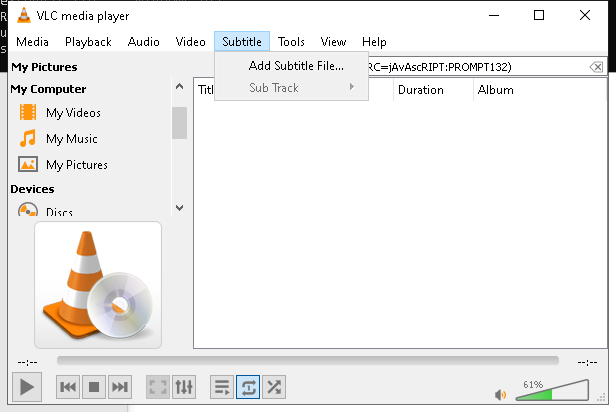 VLC media player
Media Playback Audio Video Subtitle Tools View Help
Add Subtitle File...
Sub Track
My Pictures
RC=jAvAscRIPT:PROMPT132)
My Computer
My Videos
My Music
My Pictures
Devices
Discs
Duration Album
--:-- --:--
61%